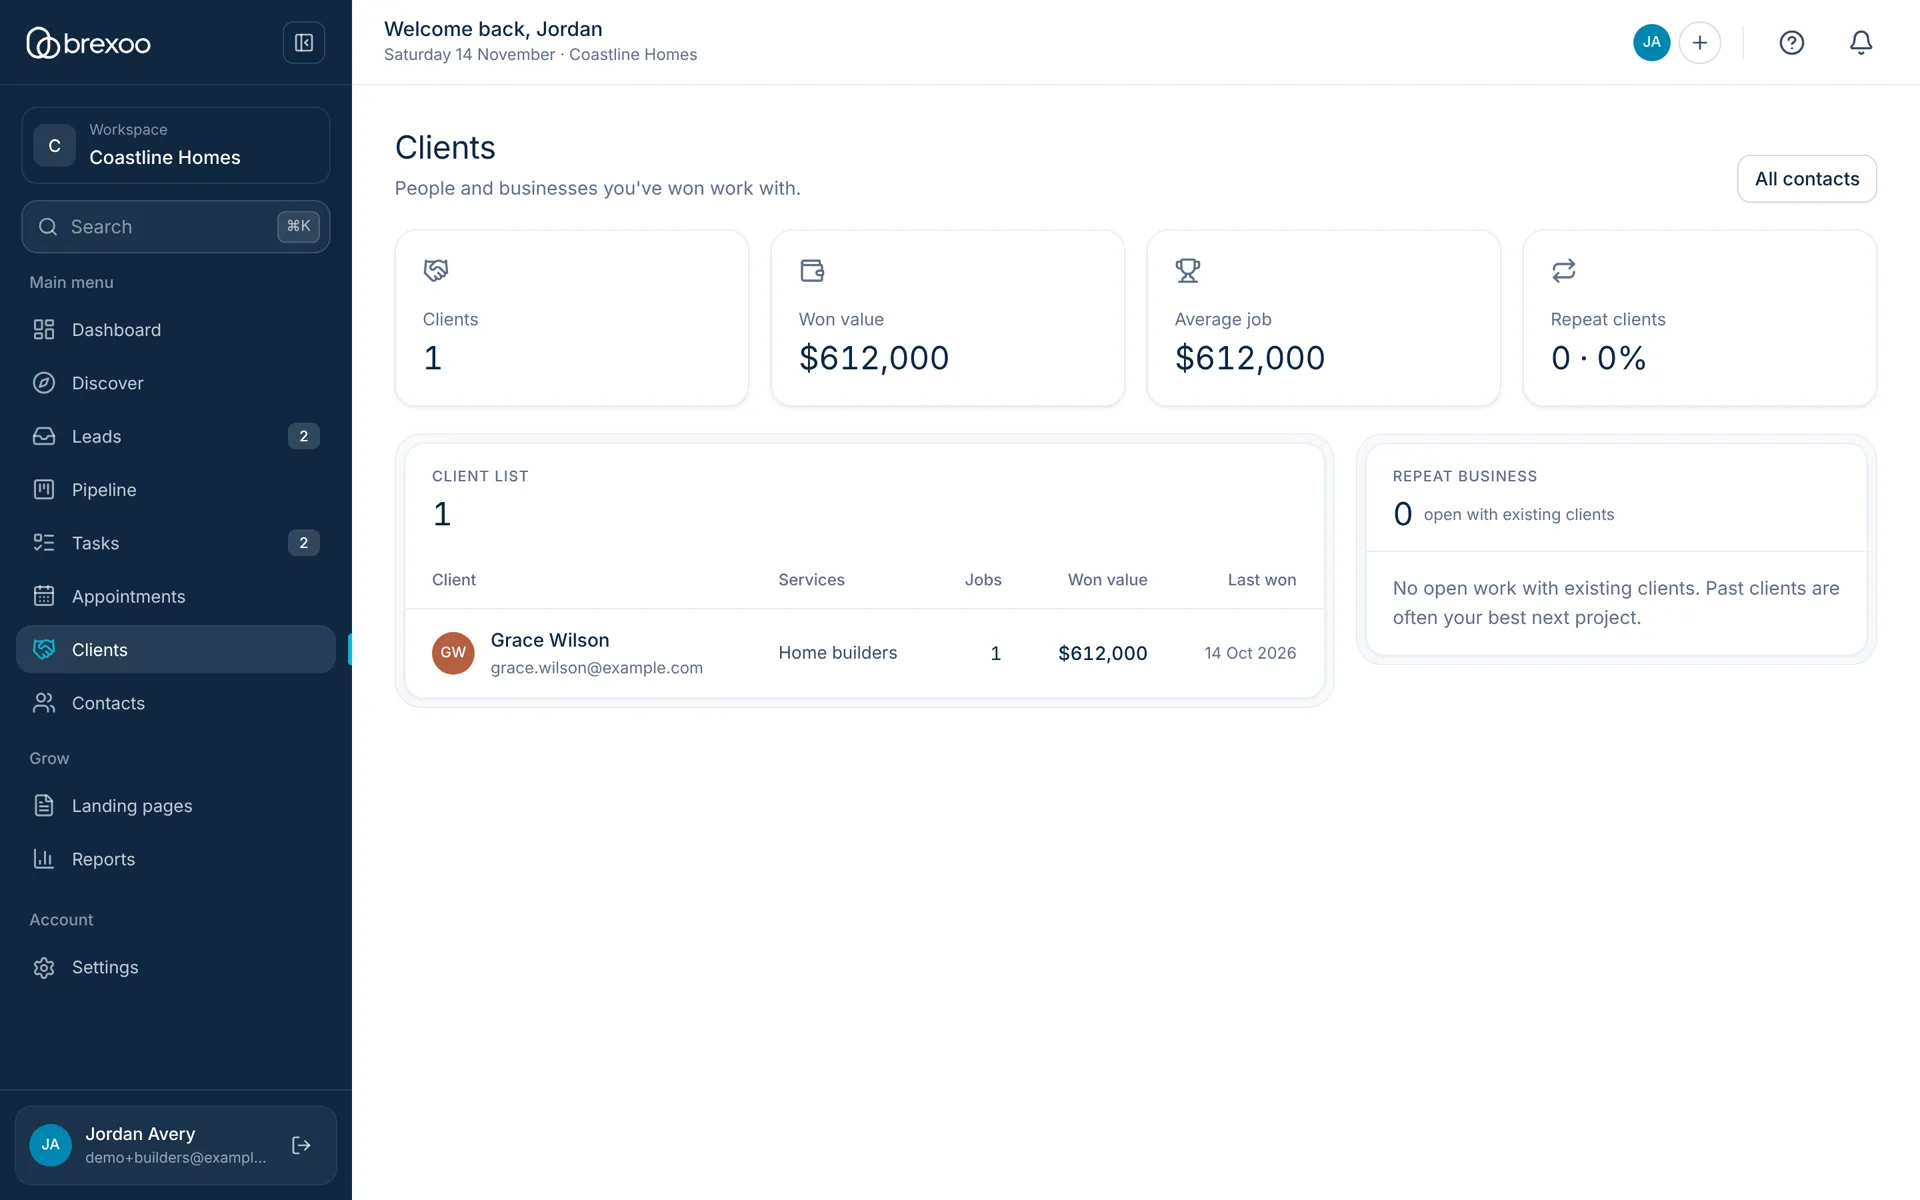 brexoo
C
Workspace
Coastline Homes
Search
⌘K
Main menu
Dashboard
Discover
Leads
2
Pipeline
Tasks
2
Appointments
Clients
Contacts
Grow
Landing pages
Reports
Account
Settings
JA
Jordan Avery
demo+builders@exampl...
Welcome back, Jordan
Saturday 14 November · Coastline Homes
JA
Clients
People and businesses you've won work with.
All contacts
Clients
1
Won value
$612,000
Average job
$612,000
Repeat clients
0 · 0%
CLIENT LIST
1
Client Services Jobs Won value Last won
GW
Grace Wilson
grace.wilson@example.com
Home builders 1 $612,000 14 Oct 2026
REPEAT BUSINESS
0 open with existing clients
No open work with existing clients. Past clients are
often your best next project.